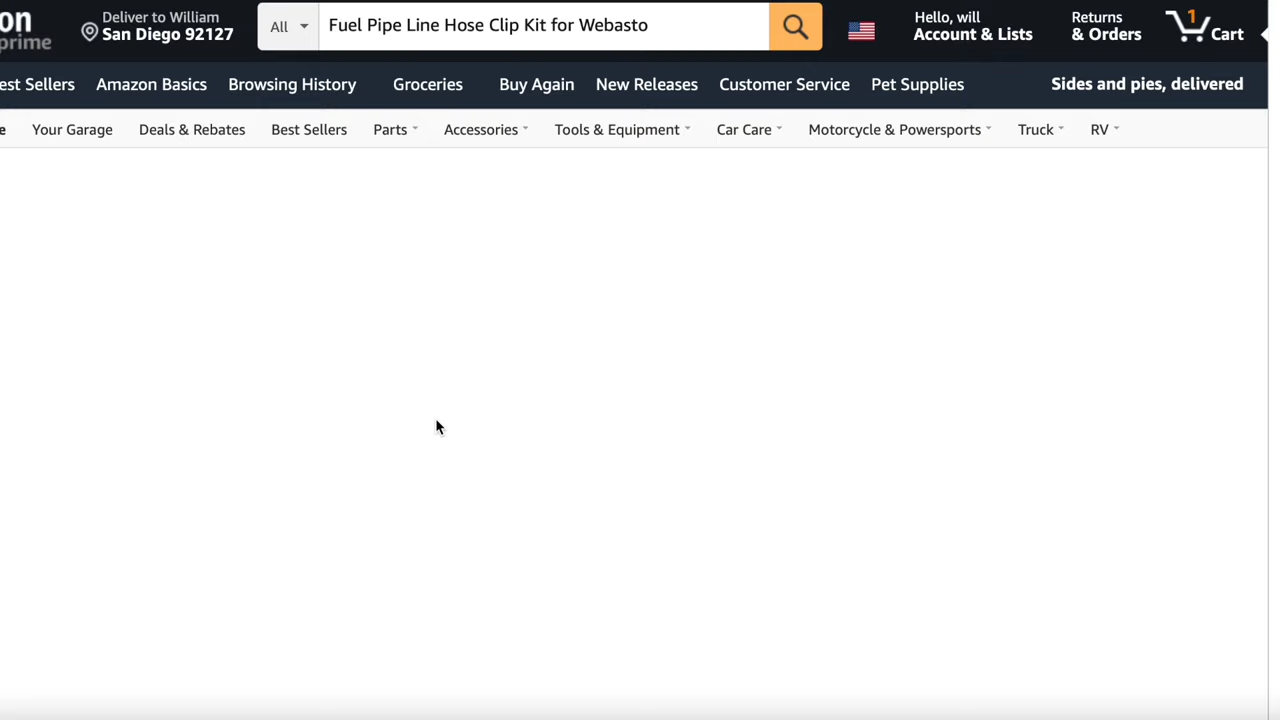 on
prime
Deliver to William
San Diego 92127
All
Fuel Pipe Line Hose Clip Kit for Webasto
Hello, will
Account & Lists
Returns
& Orders
1
Cart
est Sellers
Amazon Basics
Browsing History
Groceries
Buy Again
New Releases
Customer Service
Pet Supplies
Sides and pies, delivered
e
Your Garage
Deals & Rebates
Best Sellers
Parts
Accessories
Tools & Equipment
Car Care
Motorcycle & Powersports
Truck
RV